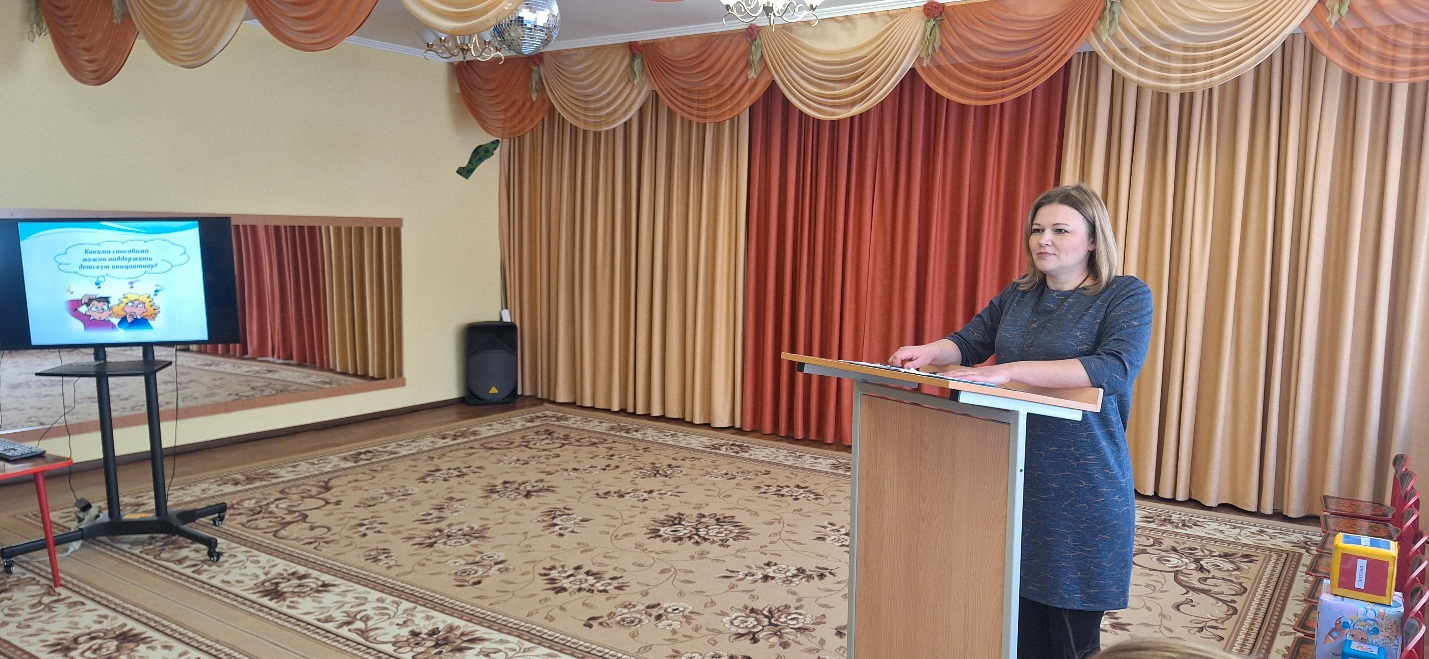 Какими способами
можно поддержать
детскую инициативу?